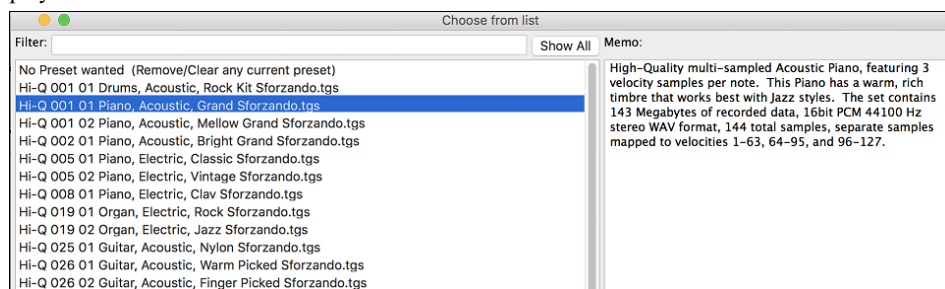 Choose from list
Filter:
Show All
Memo:
No Preset wanted  (Remove/Clear any current preset)
Hi-Q 001 01 Drums, Acoustic, Rock Kit Sforzando.tgs
Hi-Q 001 01 Piano, Acoustic, Grand Sforzando.tgs
Hi-Q 001 02 Piano, Acoustic, Mellow Grand Sforzando.tgs
Hi-Q 002 01 Piano, Acoustic, Bright Grand Sforzando.tgs
Hi-Q 005 01 Piano, Electric, Classic Sforzando.tgs
Hi-Q 005 02 Piano, Electric, Vintage Sforzando.tgs
Hi-Q 008 01 Piano, Electric, Clav Sforzando.tgs
Hi-Q 019 01 Organ, Electric, Rock Sforzando.tgs
Hi-Q 019 02 Organ, Electric, Jazz Sforzando.tgs
Hi-Q 025 01 Guitar, Acoustic, Nylon Sforzando.tgs
Hi-Q 026 01 Guitar, Acoustic, Warm Picked Sforzando.tgs
Hi-Q 026 02 Guitar, Acoustic, Finger Picked Sforzando.tgs
High-Quality multi-sampled Acoustic Piano, featuring 3
velocity samples per note.  This Piano has a warm, rich
timbre that works best with Jazz styles.  The set contains
143 Megabytes of recorded data, 16bit PCM 44100 Hz
stereo WAV format, 144 total samples, separate samples
mapped to velocities 1-63, 64-95, and 96-127.